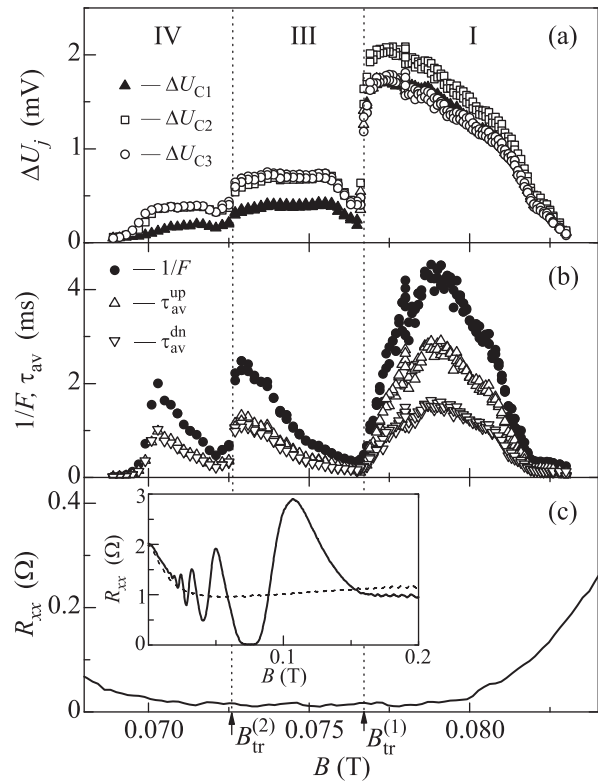 IV III I (a)
2
1
0
ΔU_j (mV)
▲ — ΔU_C1
□ — ΔU_C2
○ — ΔU_C3
(b)
4
2
0
1/F, τ_av (ms)
● — 1/F
△ — τ_av^up
▽ — τ_av^dn
(c)
0.4
0.2
0
R_xx (Ω)
3
2
1
0
R_xx (Ω)
0.1 0.2
B (T)
0.070 0.075 0.080
B_tr^(2) B_tr^(1)
B (T)